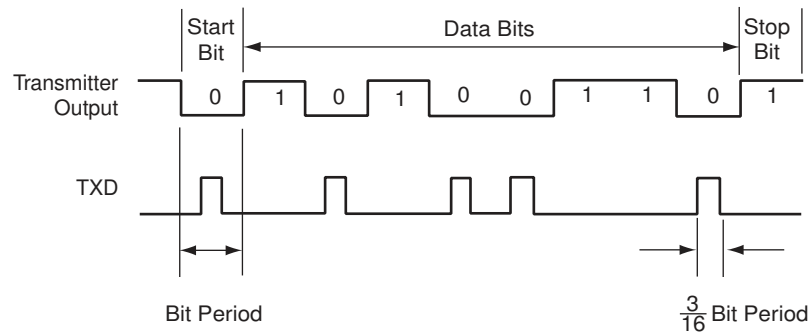 Start Bit
Data Bits
Stop Bit
Transmitter Output
0 1 0 1 0 0 1 1 0 1
TXD
Bit Period
3/16 Bit Period